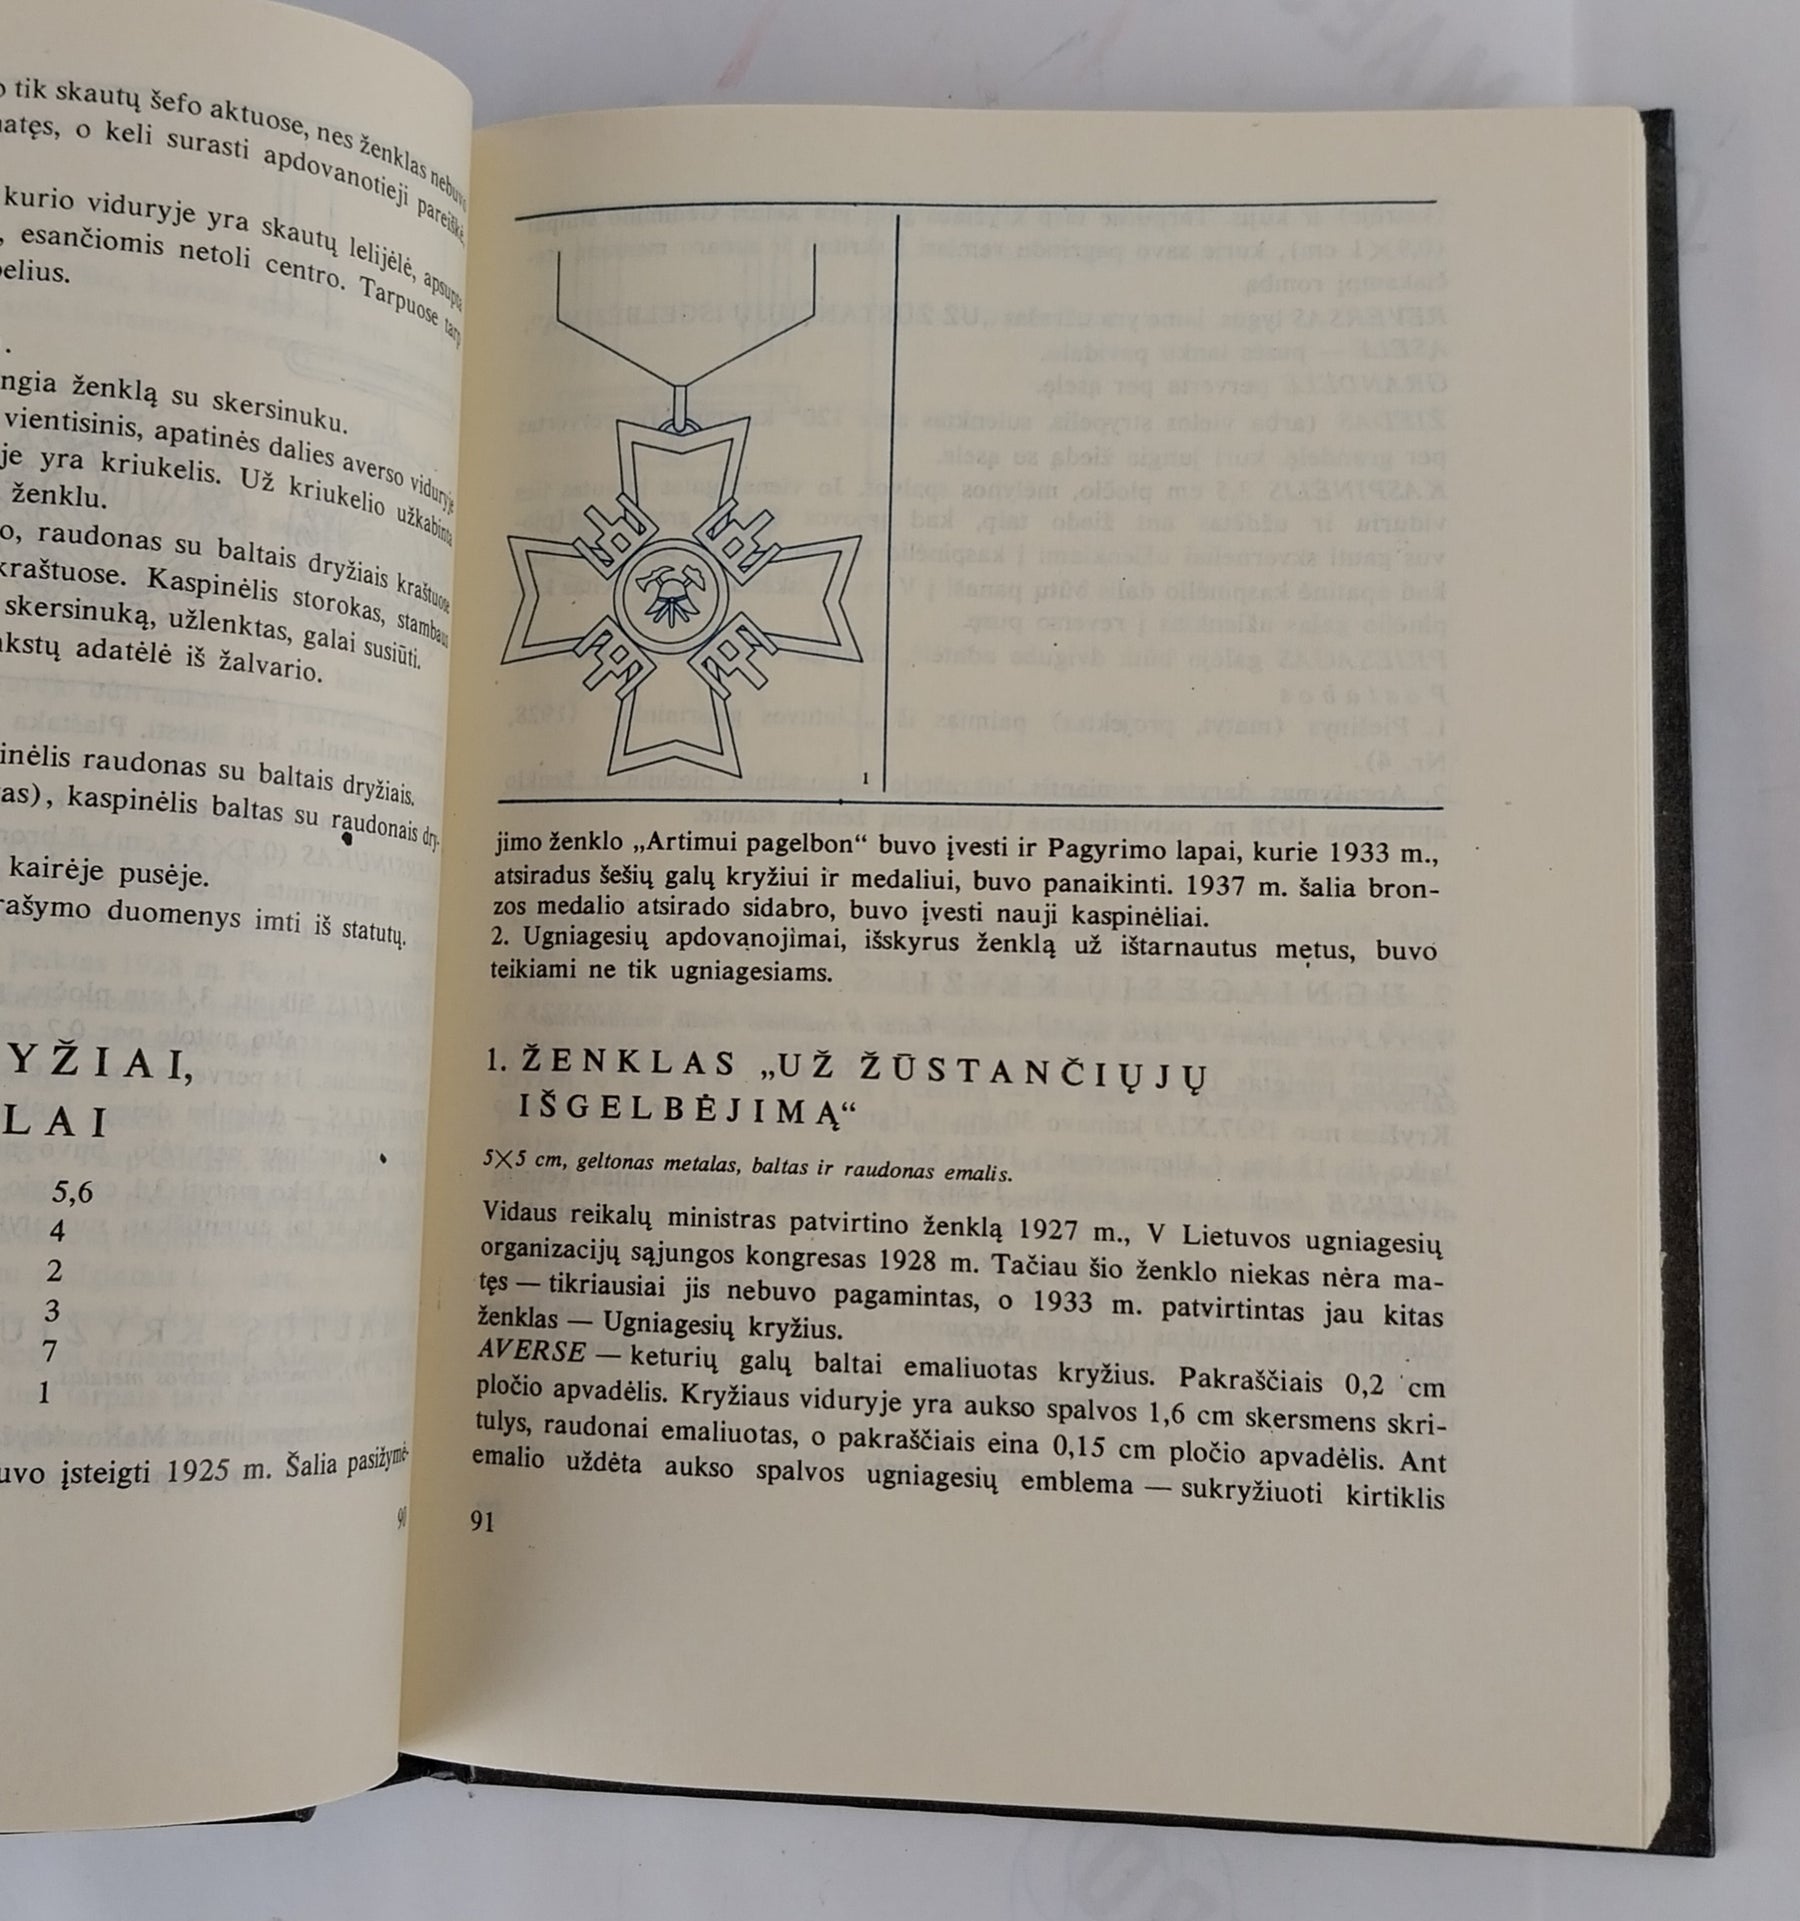 tik skautų šefo aktuose, nes ženklas nebuvo
o keli surasti apdovanotieji pareiškė,
kurio viduryje yra skautų lelijėlė, apsupta
esančiomis netoli centro. Tarpuose tarp
ngia ženklą su skersinuku.
vientisinis, apatinės dalies averso viduryje
je yra kriukelis. Už kriukelio užkabinta
ženklu.
o, raudonas su baltais dryžiais kraštuose
kraštuose. Kaspinėlis storokas, stambaus
skersinuką, užlenktas, galai susiūti.
kstų adatėlė iš žalvario.
inėlis raudonas su baltais dryžiais.
as), kaspinėlis baltas su raudonais dry-
kairėje pusėje.
rašymo duomenys imti iš statutų.
YŽIAI,
LAI
5,6
4
2
3
7
1
uvo įsteigti 1925 m. Šalia pasižymė-
90
1
jimo ženklo „Artimui pagelbon“ buvo įvesti ir Pagyrimo lapai, kurie 1933 m.,
atsiradus šešių galų kryžiui ir medaliui, buvo panaikinti. 1937 m. šalia bron-
zos medalio atsirado sidabro, buvo įvesti nauji kaspinėliai.
2. Ugniagesių apdovanojimai, išskyrus ženklą už ištarnautus metus, buvo
teikiami ne tik ugniagesiams.
1. ŽENKLAS „UŽ ŽŪSTANČIŲJŲ
IŠGELBĖJIMĄ“
5×5 cm, geltonas metalas, baltas ir raudonas emalis.
Vidaus reikalų ministras patvirtino ženklą 1927 m., V Lietuvos ugniagesių
organizacijų sąjungos kongresas 1928 m. Tačiau šio ženklo niekas nėra ma-
tęs — tikriausiai jis nebuvo pagamintas, o 1933 m. patvirtintas jau kitas
ženklas — Ugniagesių kryžius.
AVERSE — keturių galų baltai emaliuotas kryžius. Pakraščiais 0,2 cm
pločio apvadėlis. Kryžiaus viduryje yra aukso spalvos 1,6 cm skersmens skri-
tulys, raudonai emaliuotas, o pakraščiais eina 0,15 cm pločio apvadėlis. Ant
emalio uždėta aukso spalvos ugniagesių emblema — sukryžiuoti kirtiklis
91